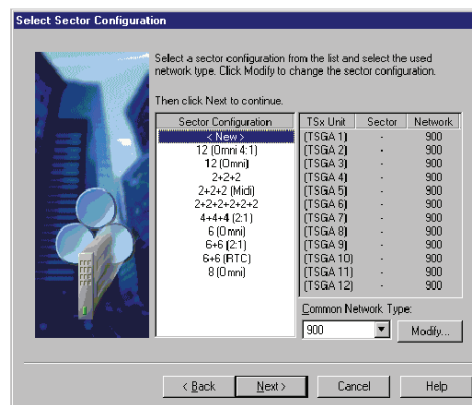 Select Sector Configuration
Select a sector configuration from the list and select the used
network type. Click Modify to change the sector configuration.
Then click Next to continue.
Sector Configuration
< New >
12 (Omni 4:1)
12 (Omni)
2+2+2
2+2+2 (Midi)
2+2+2+2+2+2
4+4+4 (2:1)
6 (Omni)
6+6 (2:1)
6+6 (RTC)
8 (Omni)
TSx Unit Sector Network
(TSGA 1) - 900
(TSGA 2) - 900
(TSGA 3) - 900
(TSGA 4) - 900
(TSGA 5) - 900
(TSGA 6) - 900
(TSGA 7) - 900
(TSGA 8) - 900
(TSGA 9) - 900
(TSGA 10) - 900
(TSGA 11) - 900
(TSGA 12) - 900
Common Network Type:
900
Modify...
< Back
Next >
Cancel
Help